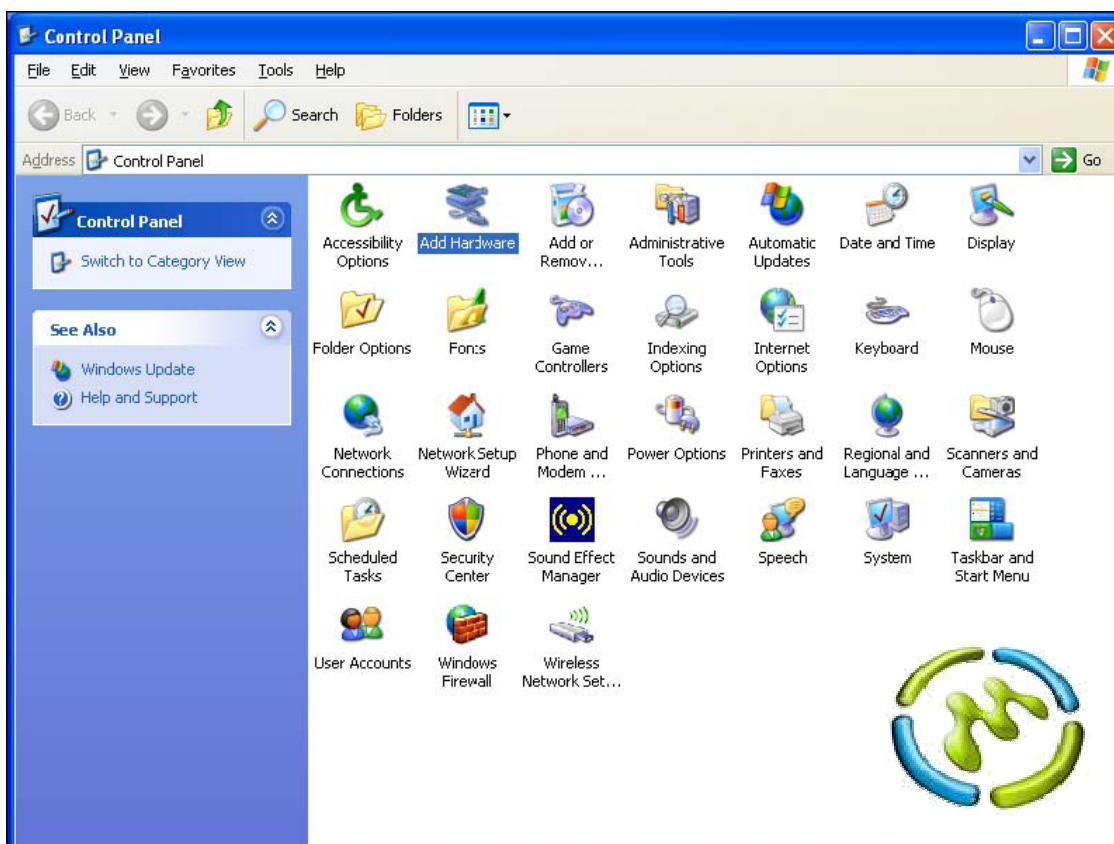 Control Panel
File Edit View Favorites Tools Help
Back Search Folders
Address Control Panel Go
Control Panel
Switch to Category View
See Also
Windows Update
Help and Support
Accessibility Options
Add Hardware
Add or Remov...
Administrative Tools
Automatic Updates
Date and Time
Display
Folder Options
Fonts
Game Controllers
Indexing Options
Internet Options
Keyboard
Mouse
Network Connections
Network Setup Wizard
Phone and Modem ...
Power Options
Printers and Faxes
Regional and Language ...
Scanners and Cameras
Scheduled Tasks
Security Center
Sound Effect Manager
Sounds and Audio Devices
Speech
System
Taskbar and Start Menu
User Accounts
Windows Firewall
Wireless Network Set...